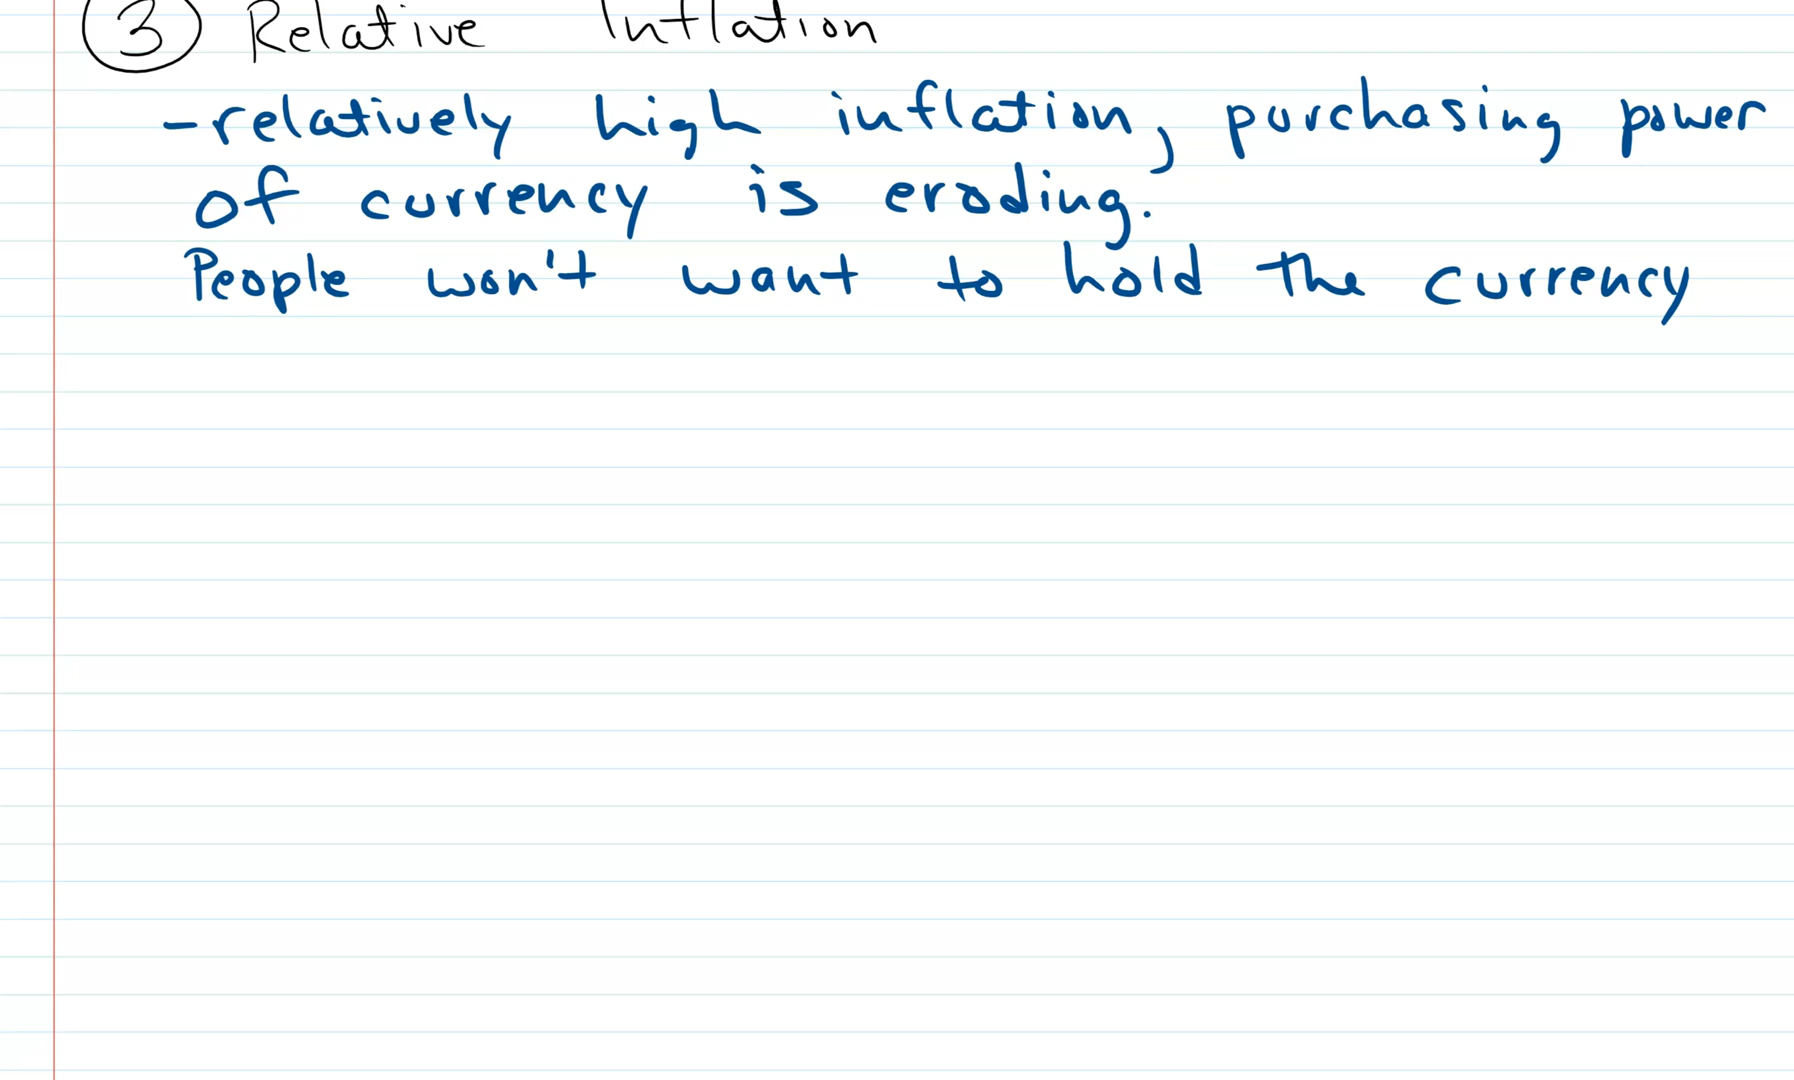 ③ Relative Inflation
- relatively high inflation, purchasing power
of currency is eroding.
People won't want to hold the currency